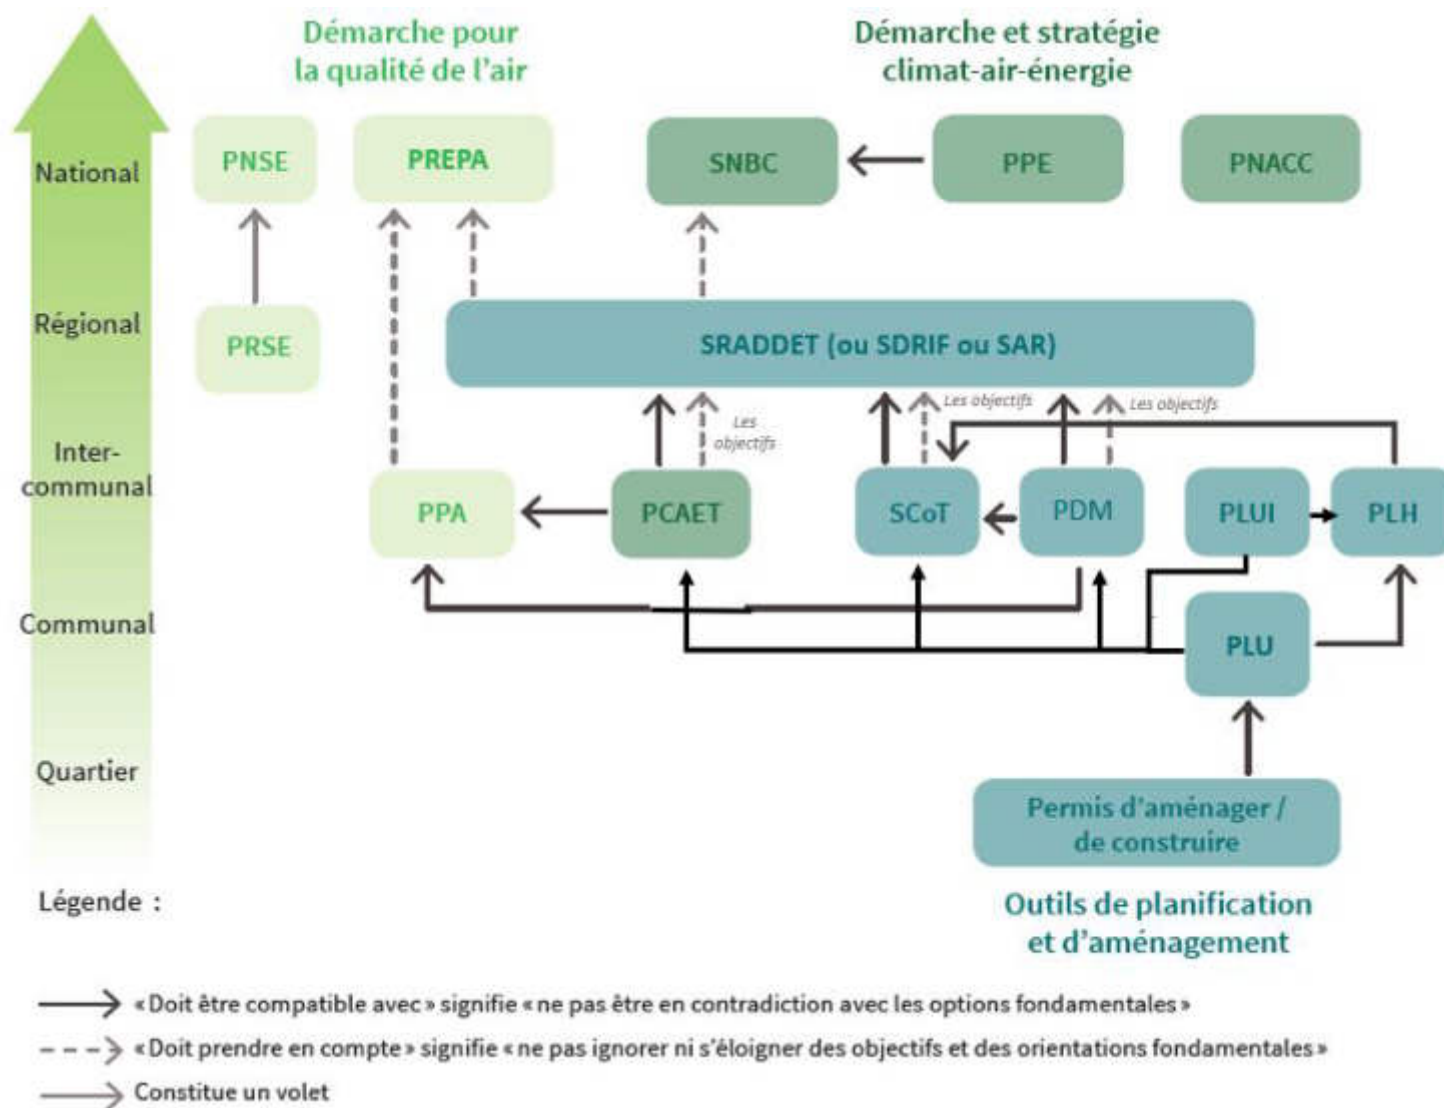 Démarche pour
la qualité de l'air
Démarche et stratégie
climat-air-énergie
National
PNSE
PREPA
SNBC
PPE
PNACC
Régional
PRSE
SRADDET (ou SDRIF ou SAR)
Les
objectifs
Les objectifs
Les objectifs
Inter-
communal
PPA
PCAET
SCoT
PDM
PLUI
PLH
Communal
PLU
Quartier
Permis d'aménager /
de construire
Outils de planification
et d'aménagement
Légende :
« Doit être compatible avec » signifie « ne pas être en contradiction avec les options fondamentales »
« Doit prendre en compte » signifie « ne pas ignorer ni s'éloigner des objectifs et des orientations fondamentales »
Constitue un volet